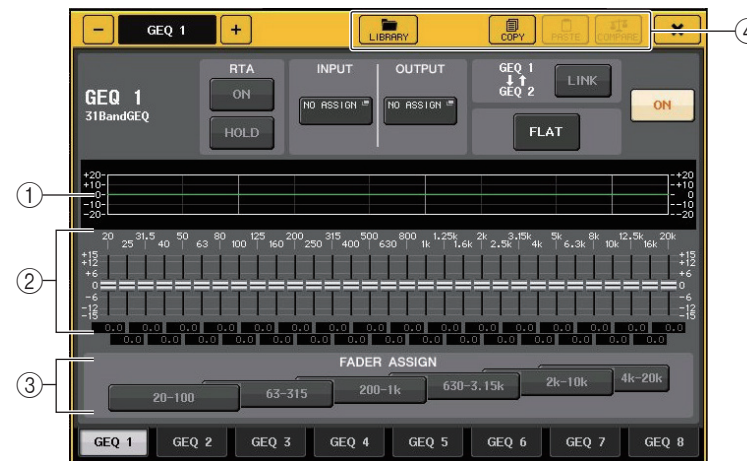 − GEQ 1 + LIBRARY COPY PASTE COMPARE × ④
RTA INPUT OUTPUT GEQ 1 ↓↑ GEQ 2 LINK
GEQ 1
31BandGEQ
ON NO ASSIGN NO ASSIGN ON
HOLD FLAT
①
+20 +20
+10 +10
0 0
-10 -10
-20 -20
②
20 31.5 50 80 125 200 315 500 800 1.25k 2k 3.15k 5k 8k 12.5k 20k
25 40 63 100 160 250 400 630 1k 1.6k 2.5k 4k 6.3k 10k 16k
+15 +15
+12 +12
+6 +6
0 0
-6 -6
-12 -12
-15 -15
0.0 0.0 0.0 0.0 0.0 0.0 0.0 0.0 0.0 0.0 0.0 0.0 0.0 0.0 0.0 0.0
0.0 0.0 0.0 0.0 0.0 0.0 0.0 0.0 0.0 0.0 0.0 0.0 0.0 0.0 0.0
③
FADER ASSIGN
20-100 63-315 200-1k 630-3.15k 2k-10k 4k-20k
GEQ 1 GEQ 2 GEQ 3 GEQ 4 GEQ 5 GEQ 6 GEQ 7 GEQ 8